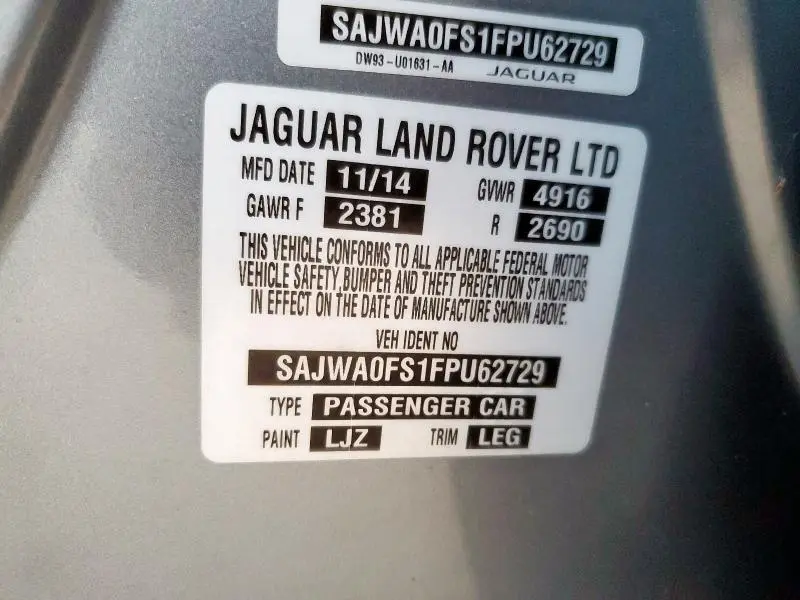 SAJWA0FS1FPU62729
DW93-U01631-AA JAGUAR
JAGUAR LAND ROVER LTD
MFD DATE 11/14 GVWR 4916
GAWR F 2381 R 2690
THIS VEHICLE CONFORMS TO ALL APPLICABLE FEDERAL MOTOR
VEHICLE SAFETY,BUMPER AND THEFT PREVENTION STANDARDS
IN EFFECT ON THE DATE OF MANUFACTURE SHOWN ABOVE.
VEH IDENT NO
SAJWA0FS1FPU62729
TYPE PASSENGER CAR
PAINT LJZ TRIM LEG